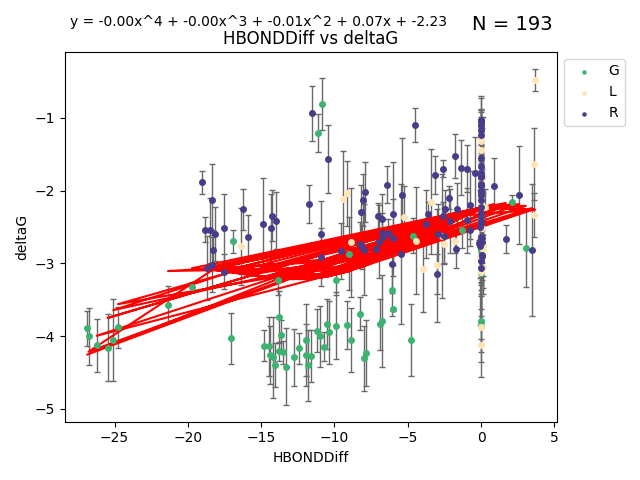 y = -0.00x^4 + -0.00x^3 + -0.01x^2 + 0.07x + -2.23
N = 193
HBONDDiff vs deltaG
G
L
R
−1
−2
−3
−4
−5
deltaG
−25
−20
−15
−10
−5
0
5
HBONDDiff